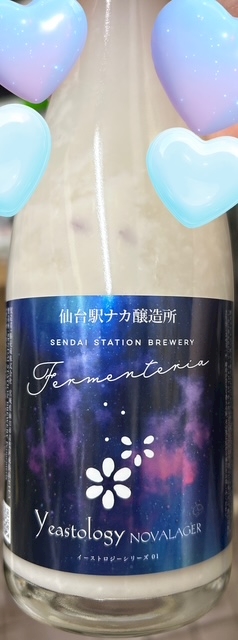 仙台駅ナカ醸造所
SENDAI STATION BREWERY
Fermenteria
Yeastology NOVALAGER
イーストロジーシリーズ 01